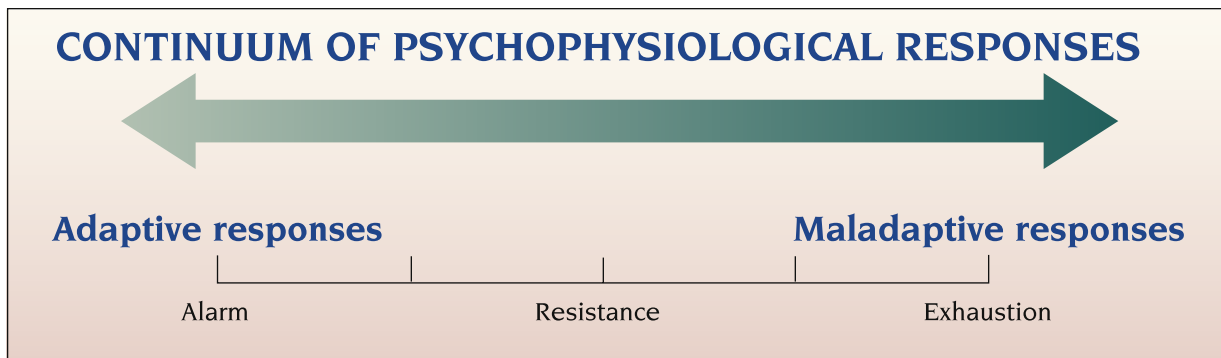 CONTINUUM OF PSYCHOPHYSIOLOGICAL RESPONSES
Adaptive responses Maladaptive responses
Alarm Resistance Exhaustion